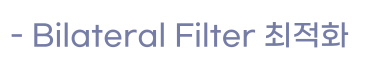 - Bilateral Filter 최적화